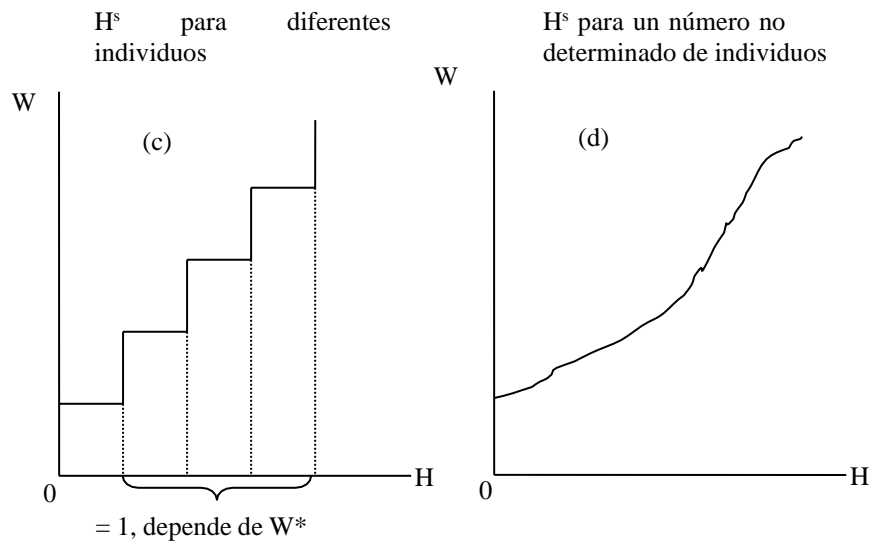 Hˢ para diferentes
individuos
W
(c)
0
H
= 1, depende de W*
Hˢ para un número no
determinado de individuos
W
(d)
0
H